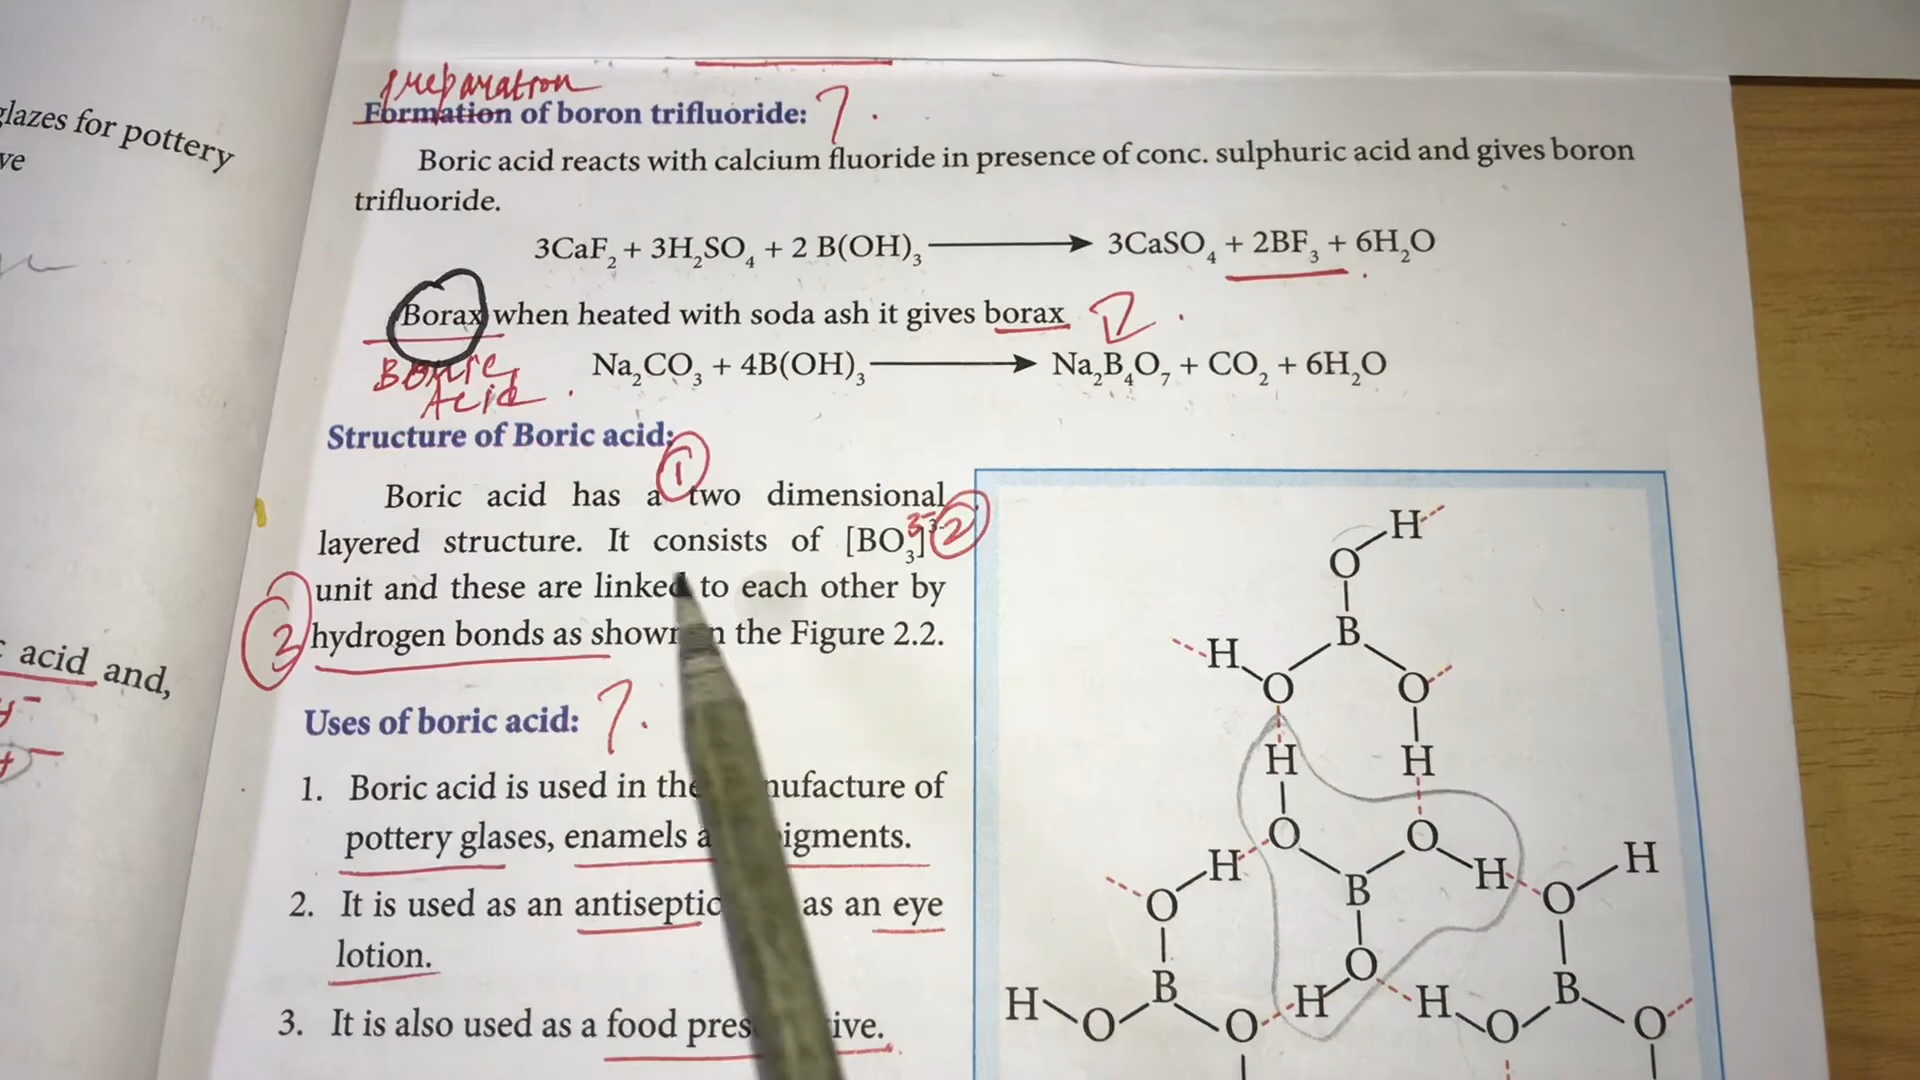 glazes for pottery
ve
acid and,
preparation
Formation of boron trifluoride: ?
Boric acid reacts with calcium fluoride in presence of conc. sulphuric acid and gives boron
trifluoride.
3CaF₂ + 3H₂SO₄ + 2 B(OH)₃ ⟶ 3CaSO₄ + 2BF₃ + 6H₂O
Borax when heated with soda ash it gives borax
Boric
Acid
Na₂CO₃ + 4B(OH)₃ ⟶ Na₂B₄O₇ + CO₂ + 6H₂O
Structure of Boric acid:
1
Boric acid has a two dimensional
layered structure. It consists of [BO₃]³⁻ 3- 2
unit and these are linked to each other by
3 hydrogen bonds as shown in the Figure 2.2.
Uses of boric acid: ?
1. Boric acid is used in the manufacture of
pottery glases, enamels and pigments.
2. It is used as an antiseptic as an eye
lotion.
3. It is also used as a food preservative.
H
O
B
H
O O
H H
O O
H H H
O B O
O
B B
H H H
O O O O